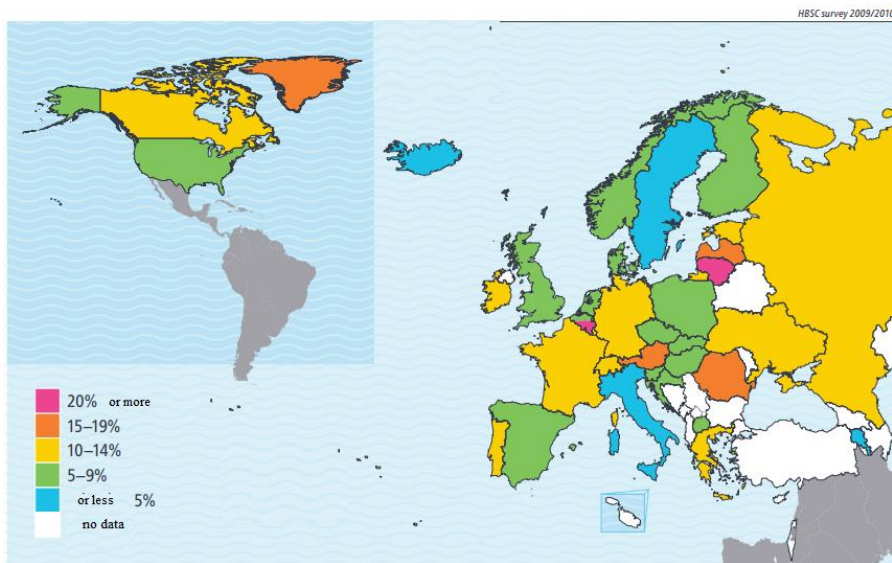 HBSC survey 2009/2010
20% or more
15–19%
10–14%
5–9%
or less 5%
no data